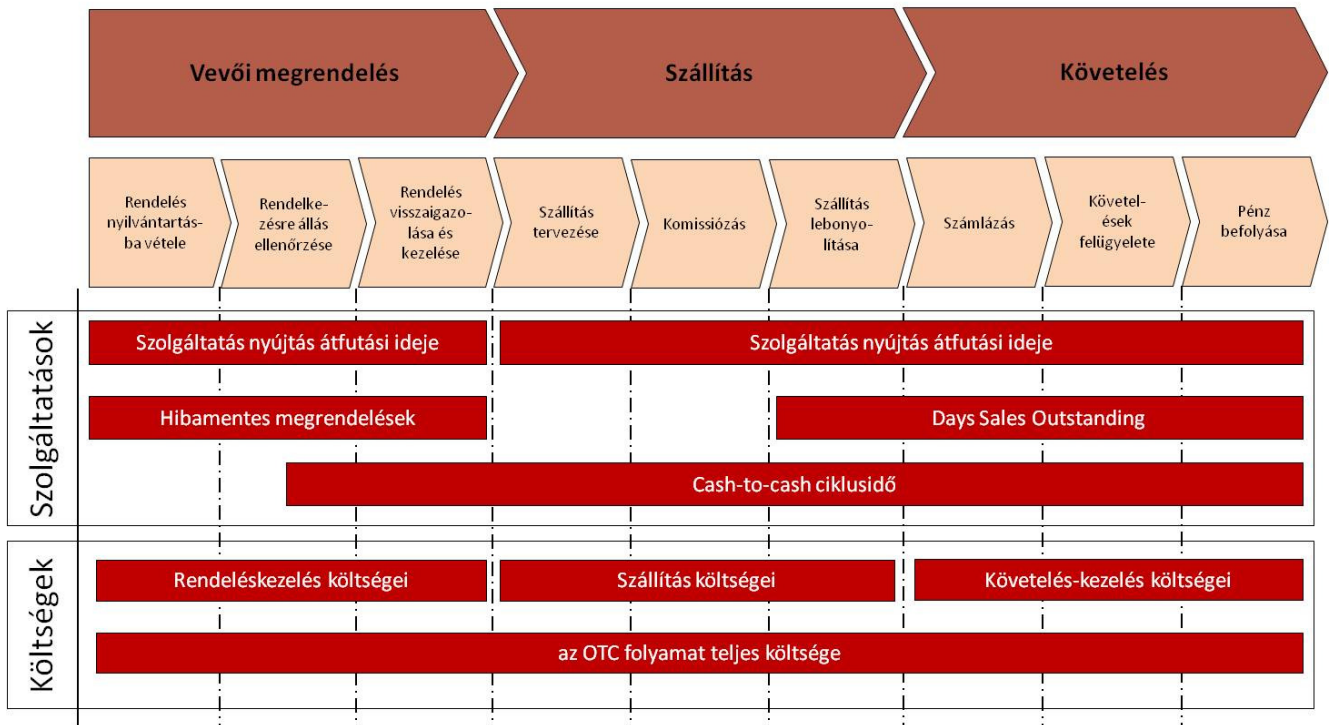 Vevői megrendelés
Szállítás
Követelés
Rendelés
nyilvántartás-
ba vétele
Rendelke-
zésre állás
ellenőrzése
Rendelés
visszaigazo-
lása és
kezelése
Szállítás
tervezése
Komissiózás
Szállítás
lebonyo-
lítása
Számlázás
Követel-
ések
felügyelete
Pénz
befolyása
Szolgáltatások
Szolgáltatás nyújtás átfutási ideje
Szolgáltatás nyújtás átfutási ideje
Hibamentes megrendelések
Days Sales Outstanding
Cash-to-cash ciklusidő
Költségek
Rendeléskezelés költségei
Szállítás költségei
Követelés-kezelés költségei
az OTC folyamat teljes költsége